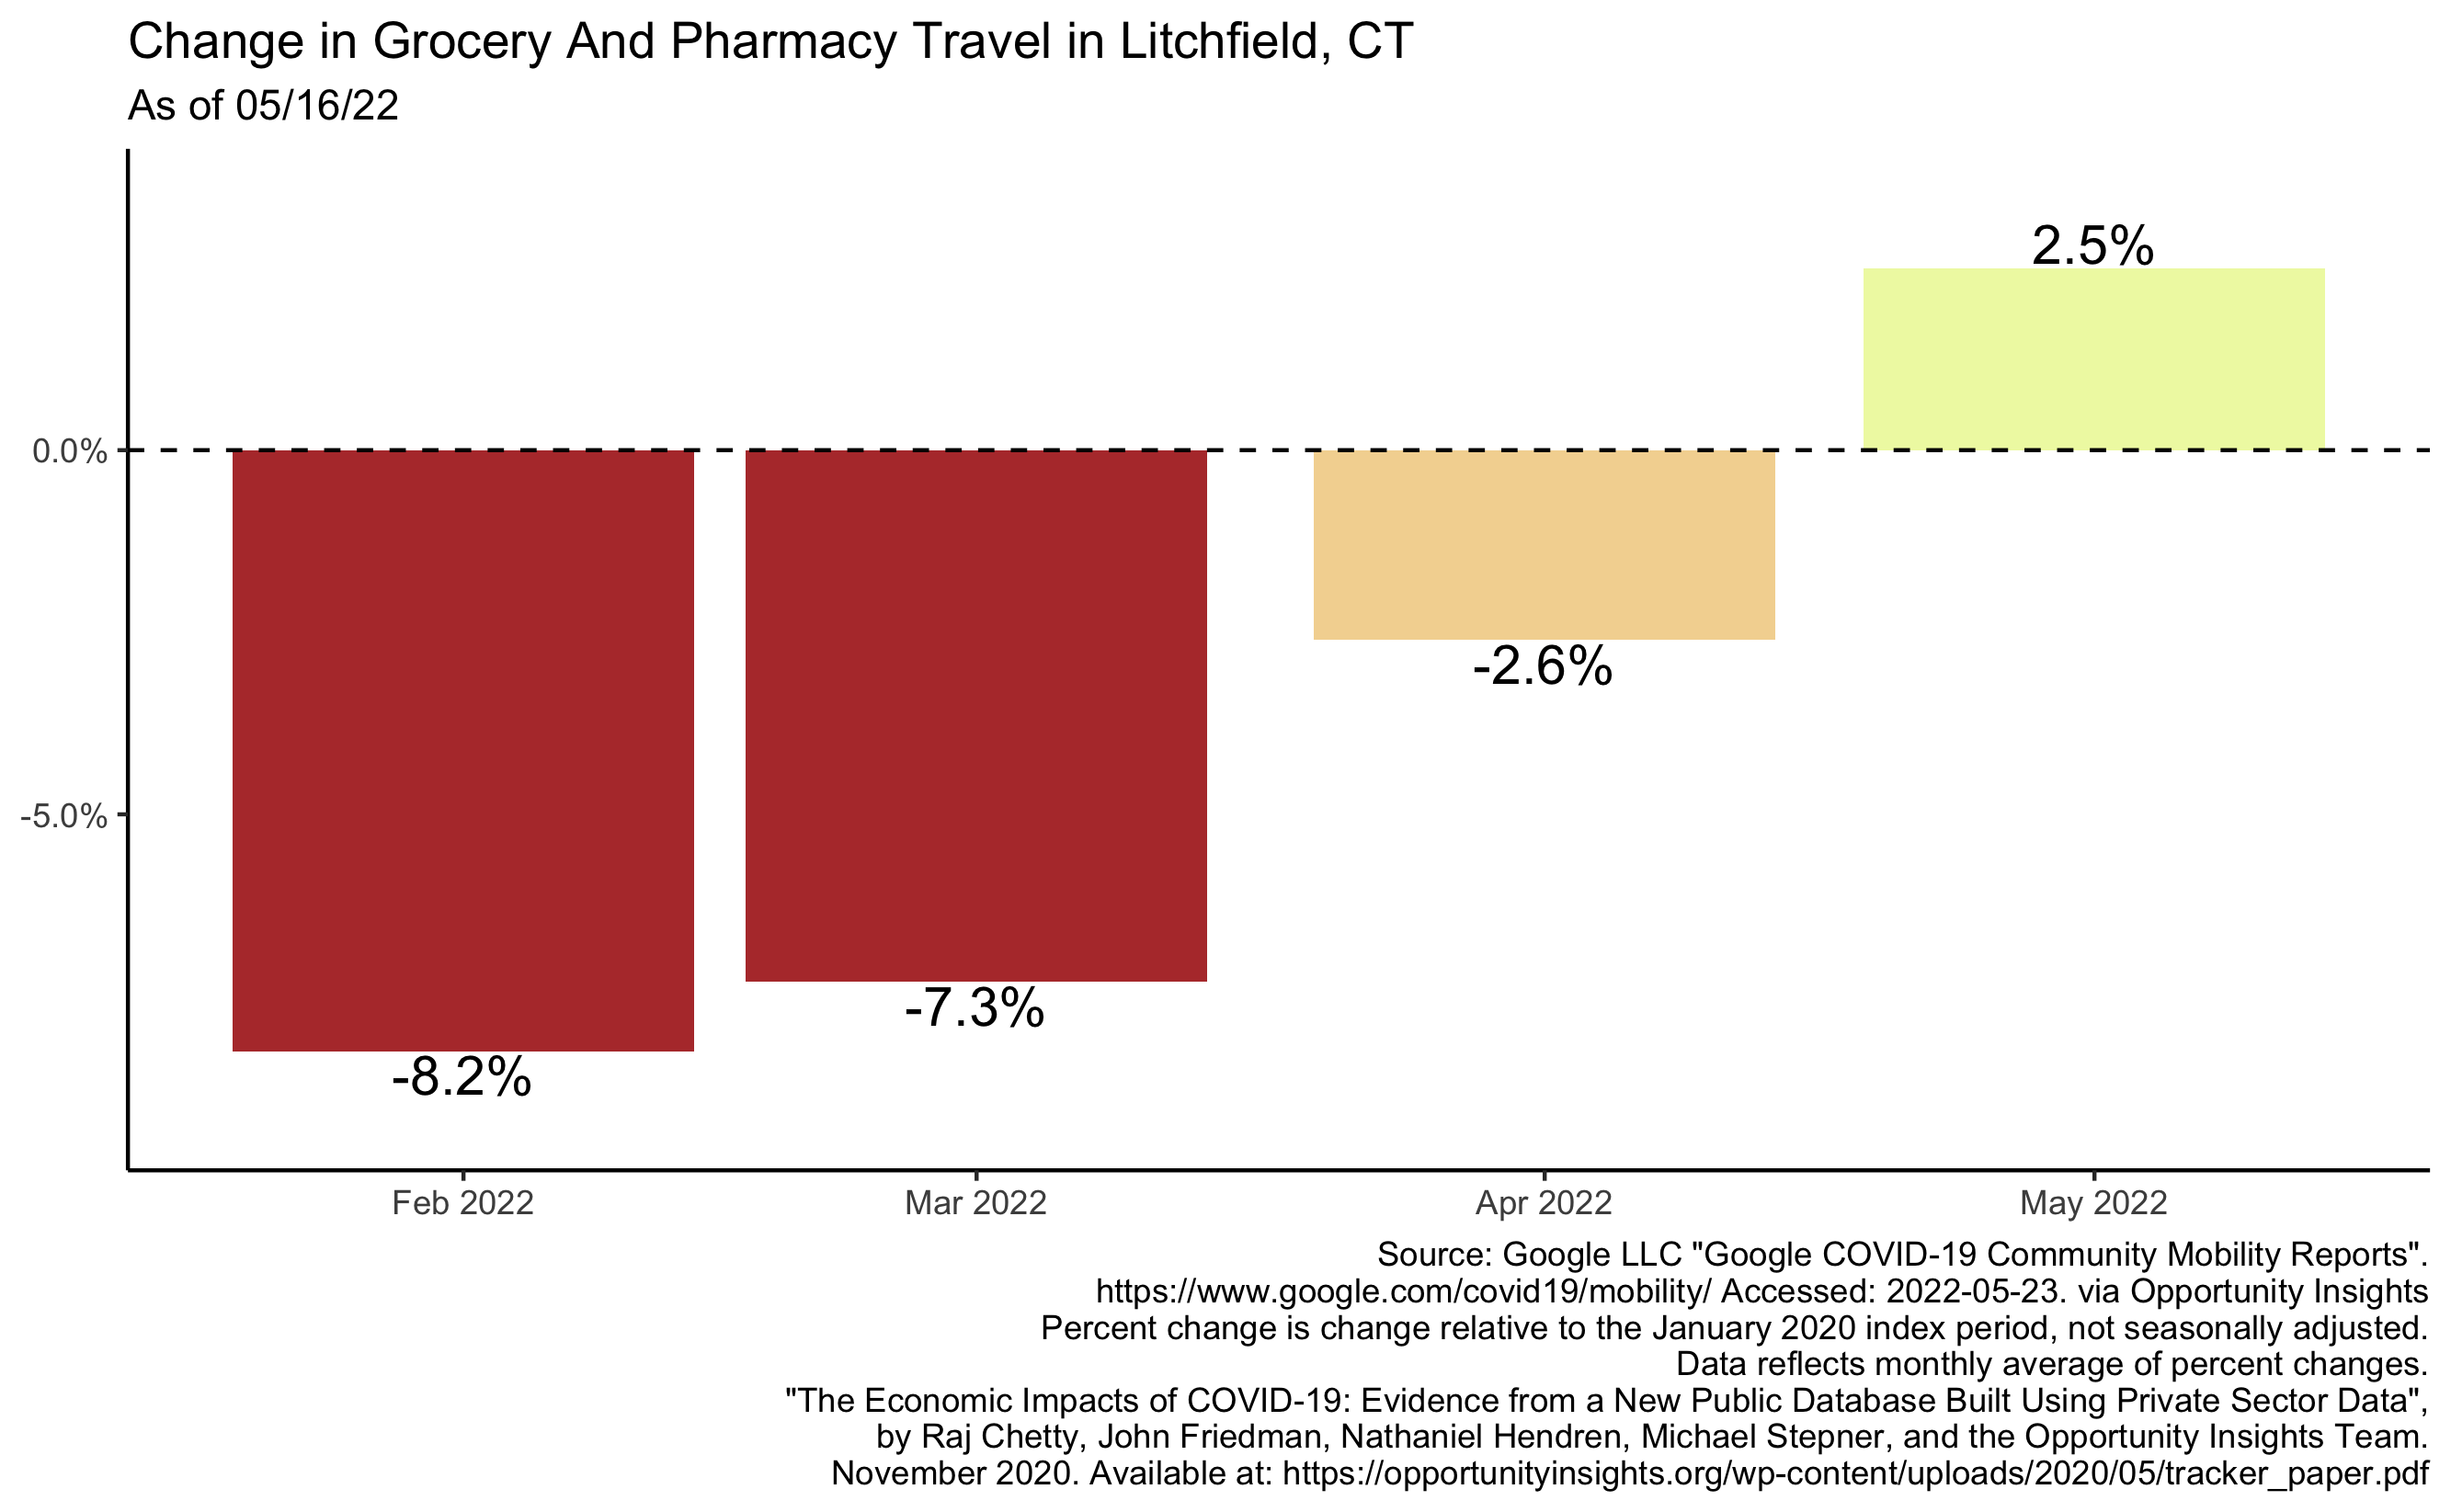 Change in Grocery And Pharmacy Travel in Litchfield, CT
As of 05/16/22
2.5%
0.0%
-2.6%
-5.0%
-7.3%
-8.2%
Feb 2022
Mar 2022
Apr 2022
May 2022
Source: Google LLC "Google COVID-19 Community Mobility Reports".
https://www.google.com/covid19/mobility/ Accessed: 2022-05-23. via Opportunity Insights
Percent change is change relative to the January 2020 index period, not seasonally adjusted.
Data reflects monthly average of percent changes.
"The Economic Impacts of COVID-19: Evidence from a New Public Database Built Using Private Sector Data",
by Raj Chetty, John Friedman, Nathaniel Hendren, Michael Stepner, and the Opportunity Insights Team.
November 2020. Available at: https://opportunityinsights.org/wp-content/uploads/2020/05/tracker_paper.pdf